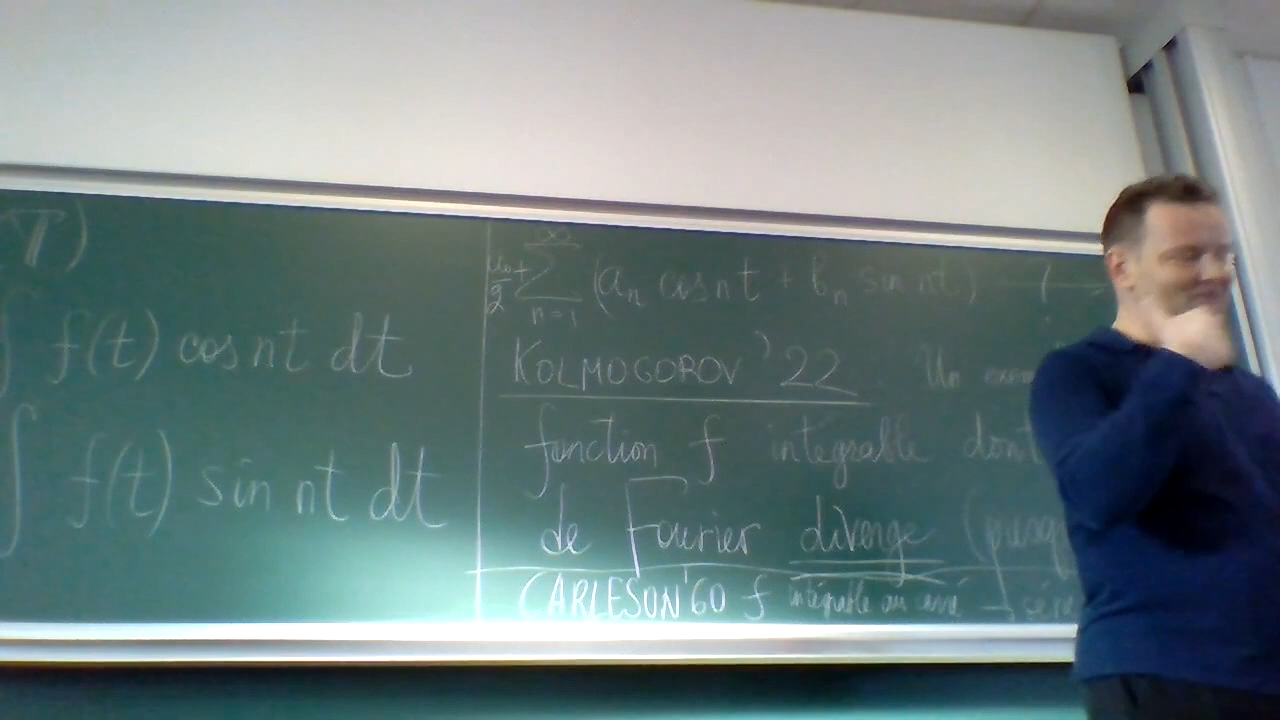 T)
∫ f(t) cos nt dt
∫ f(t) sin nt dt
a₀/2 + ∑_{n=1}^{∞} (aₙ cos nt + bₙ sin nt)
KOLMOGOROV '22 Un
function f intégrable dont
de Fourier diverge
CARLESON '60 f intégrable au carré